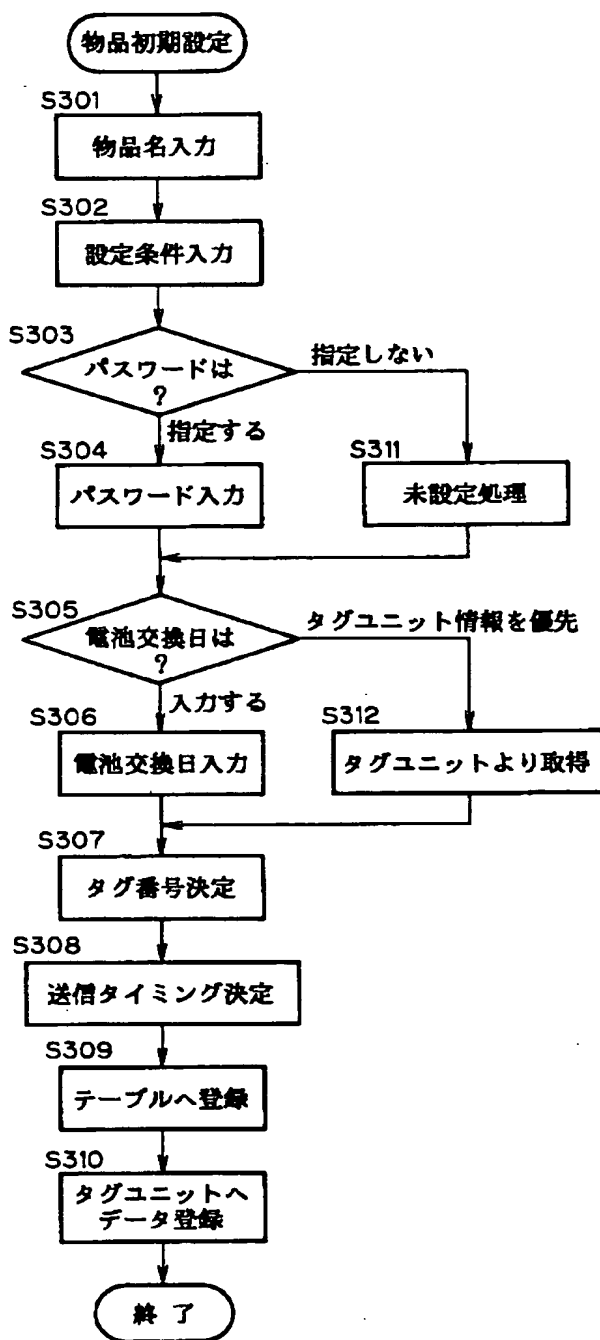 物品初期設定
S301
物品名入力
S302
設定条件入力
S303
パスワードは
?
指定しない
指定する
S304
パスワード入力
S311
未設定処理
S305
電池交換日は
?
タグユニット情報を優先
入力する
S306
電池交換日入力
S312
タグユニットより取得
S307
タグ番号決定
S308
送信タイミング決定
S309
テーブルへ登録
S310
タグユニットへ
データ登録
終了